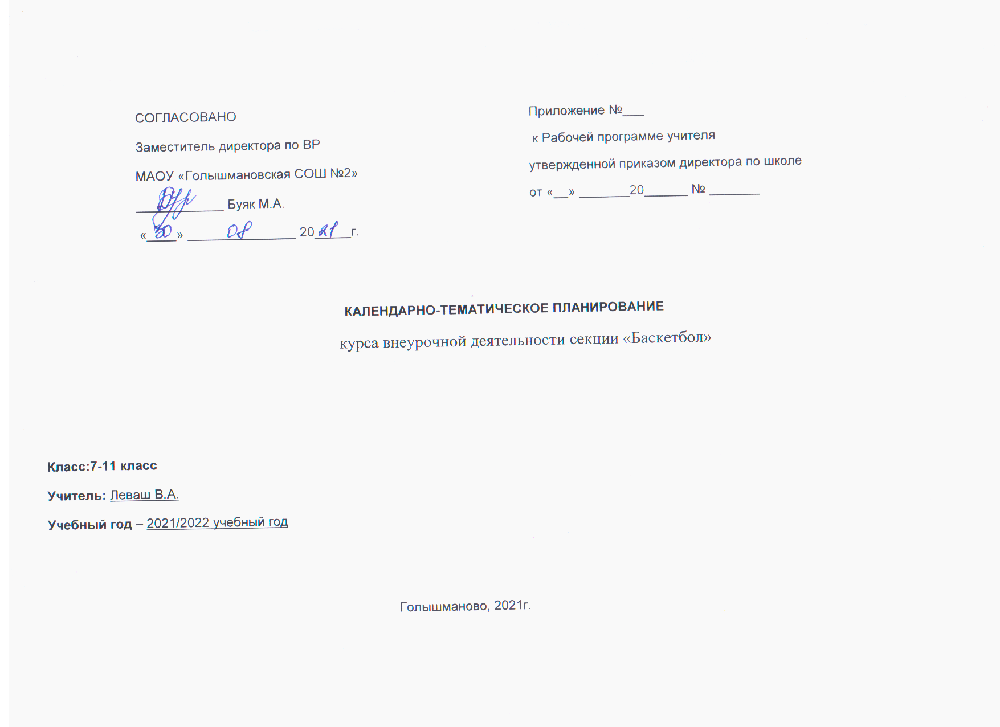 СОГЛАСОВАНО
Заместитель директора по ВР
МАОУ «Голышмановская СОШ №2»
_____________ Буяк М.А.
«30» 08 2021г.
Приложение №___
к Рабочей программе учителя
утвержденной приказом директора по школе
от «__» _______20______ № _______
КАЛЕНДАРНО-ТЕМАТИЧЕСКОЕ ПЛАНИРОВАНИЕ
курса внеурочной деятельности секции «Баскетбол»
Класс:7-11 класс
Учитель: Леваш В.А.
Учебный год – 2021/2022 учебный год
Голышманово, 2021г.